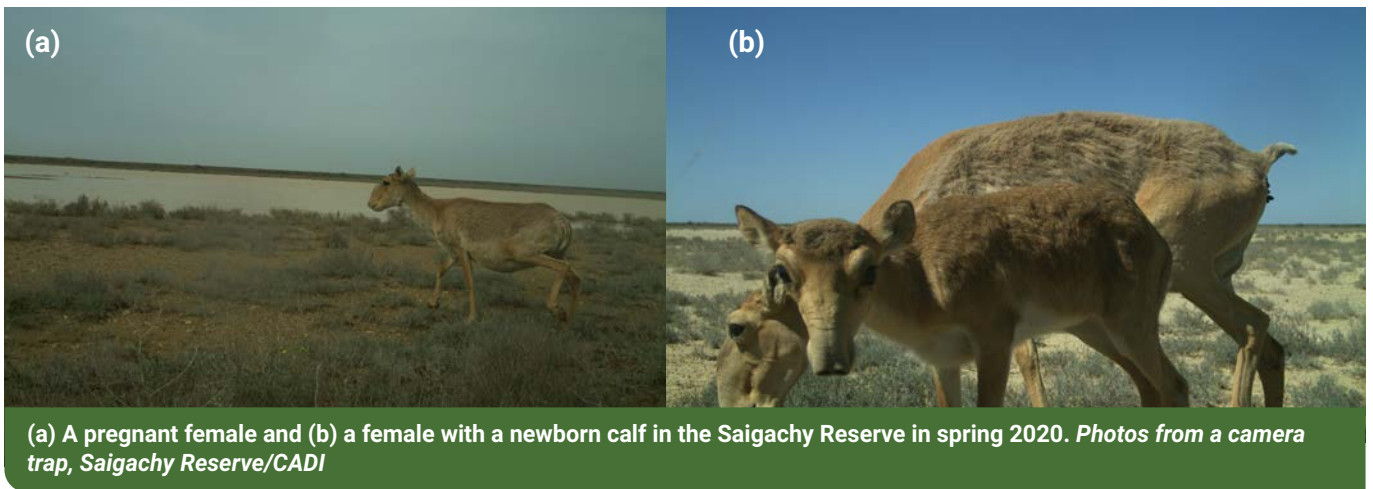 (a)
(b)
(a) A pregnant female and (b) a female with a newborn calf in the Saigachy Reserve in spring 2020. Photos from a camera
trap, Saigachy Reserve/CADI